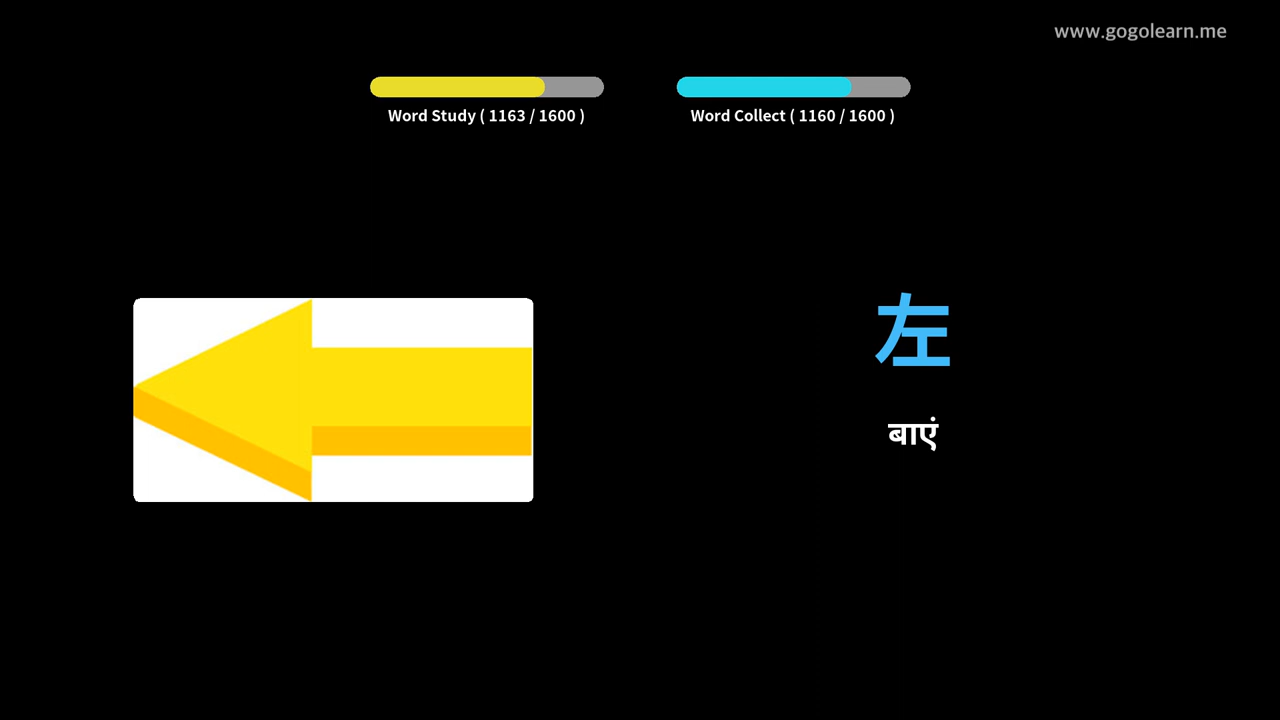 www.gogolearn.me
Word Study ( 1163 / 1600 )
Word Collect ( 1160 / 1600 )
左
बाएं